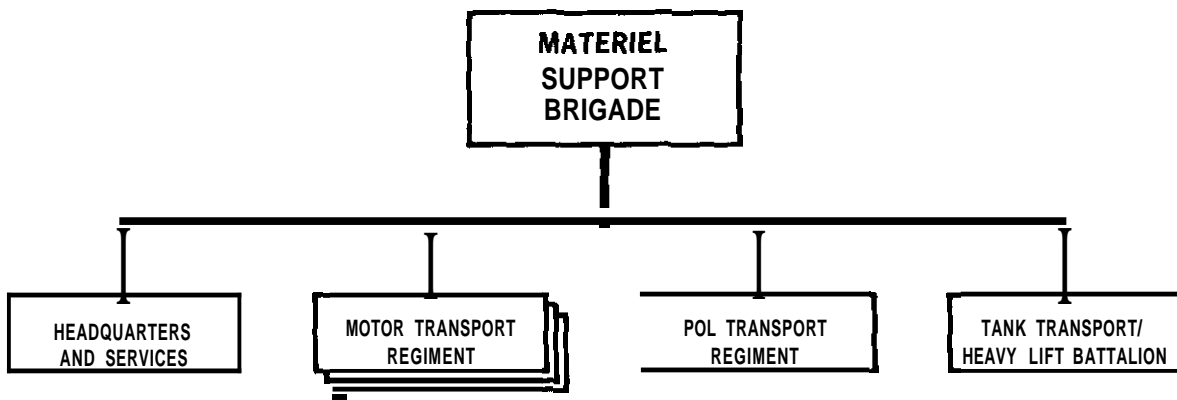 MATERIEL
SUPPORT
BRIGADE
HEADQUARTERS
AND SERVICES
MOTOR TRANSPORT
REGIMENT
POL TRANSPORT
REGIMENT
TANK TRANSPORT/
HEAVY LIFT BATTALION